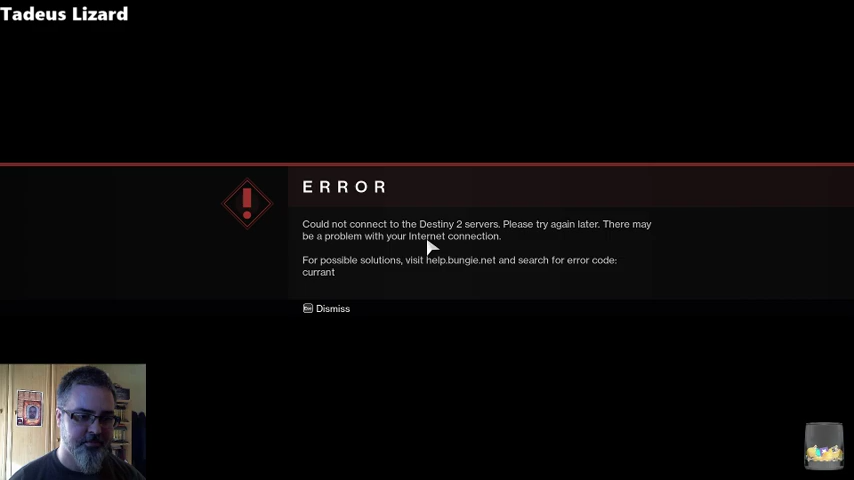 Tadeus Lizard
ERROR
Could not connect to the Destiny 2 servers. Please try again later. There may
be a problem with your Internet connection.
For possible solutions, visit help.bungie.net and search for error code:
currant
Dismiss